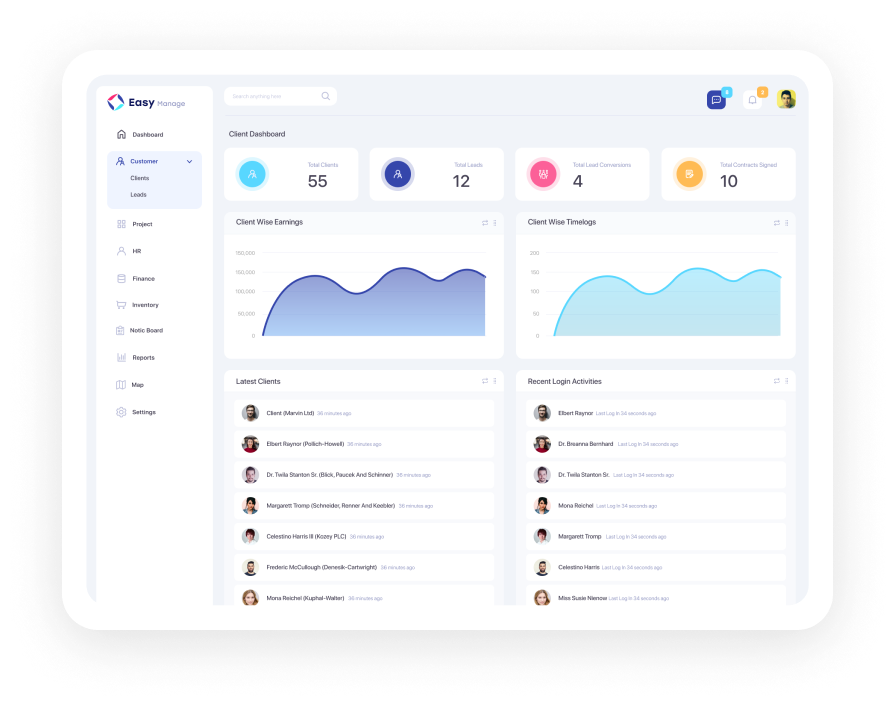 Easy Manage
Search anything here
Dashboard
Customer
Clients
Leads
Project
HR
Finance
Inventory
Notic Board
Reports
Map
Settings
Client Dashboard
Total Clients
55
Total Leads
12
Total Lead Conversions
4
Total Contracts Signed
10
Client Wise Earnings
150,000
150,000
100,000
50,000
0
Client Wise Timelogs
200
150
100
50
0
Latest Clients
Client (Marvin Ltd) 36 minutes ago
Elbert Raynor (Pollich-Howell) 36 minutes ago
Dr. Twila Stanton Sr. (Blick, Paucek And Schinner) 36 minutes ago
Margarett Tromp (Schneider, Renner And Keebler) 36 minutes ago
Celestino Harris III (Kozey PLC) 36 minutes ago
Frederic McCullough (Denesik-Cartwright) 36 minutes ago
Mona Reichel (Kuphal-Walter) 36 minutes ago
Recent Login Activities
Elbert Raynor Last Log In 34 seconds ago
Dr. Breanna Bernhard Last Log In 34 seconds ago
Dr. Twila Stanton Sr. Last Log In 34 seconds ago
Mona Reichel Last Log In 34 seconds ago
Margarett Tromp Last Log In 34 seconds ago
Celestino Harris Last Log In 34 seconds ago
Miss Susie Nienow Last Log In 34 seconds ago